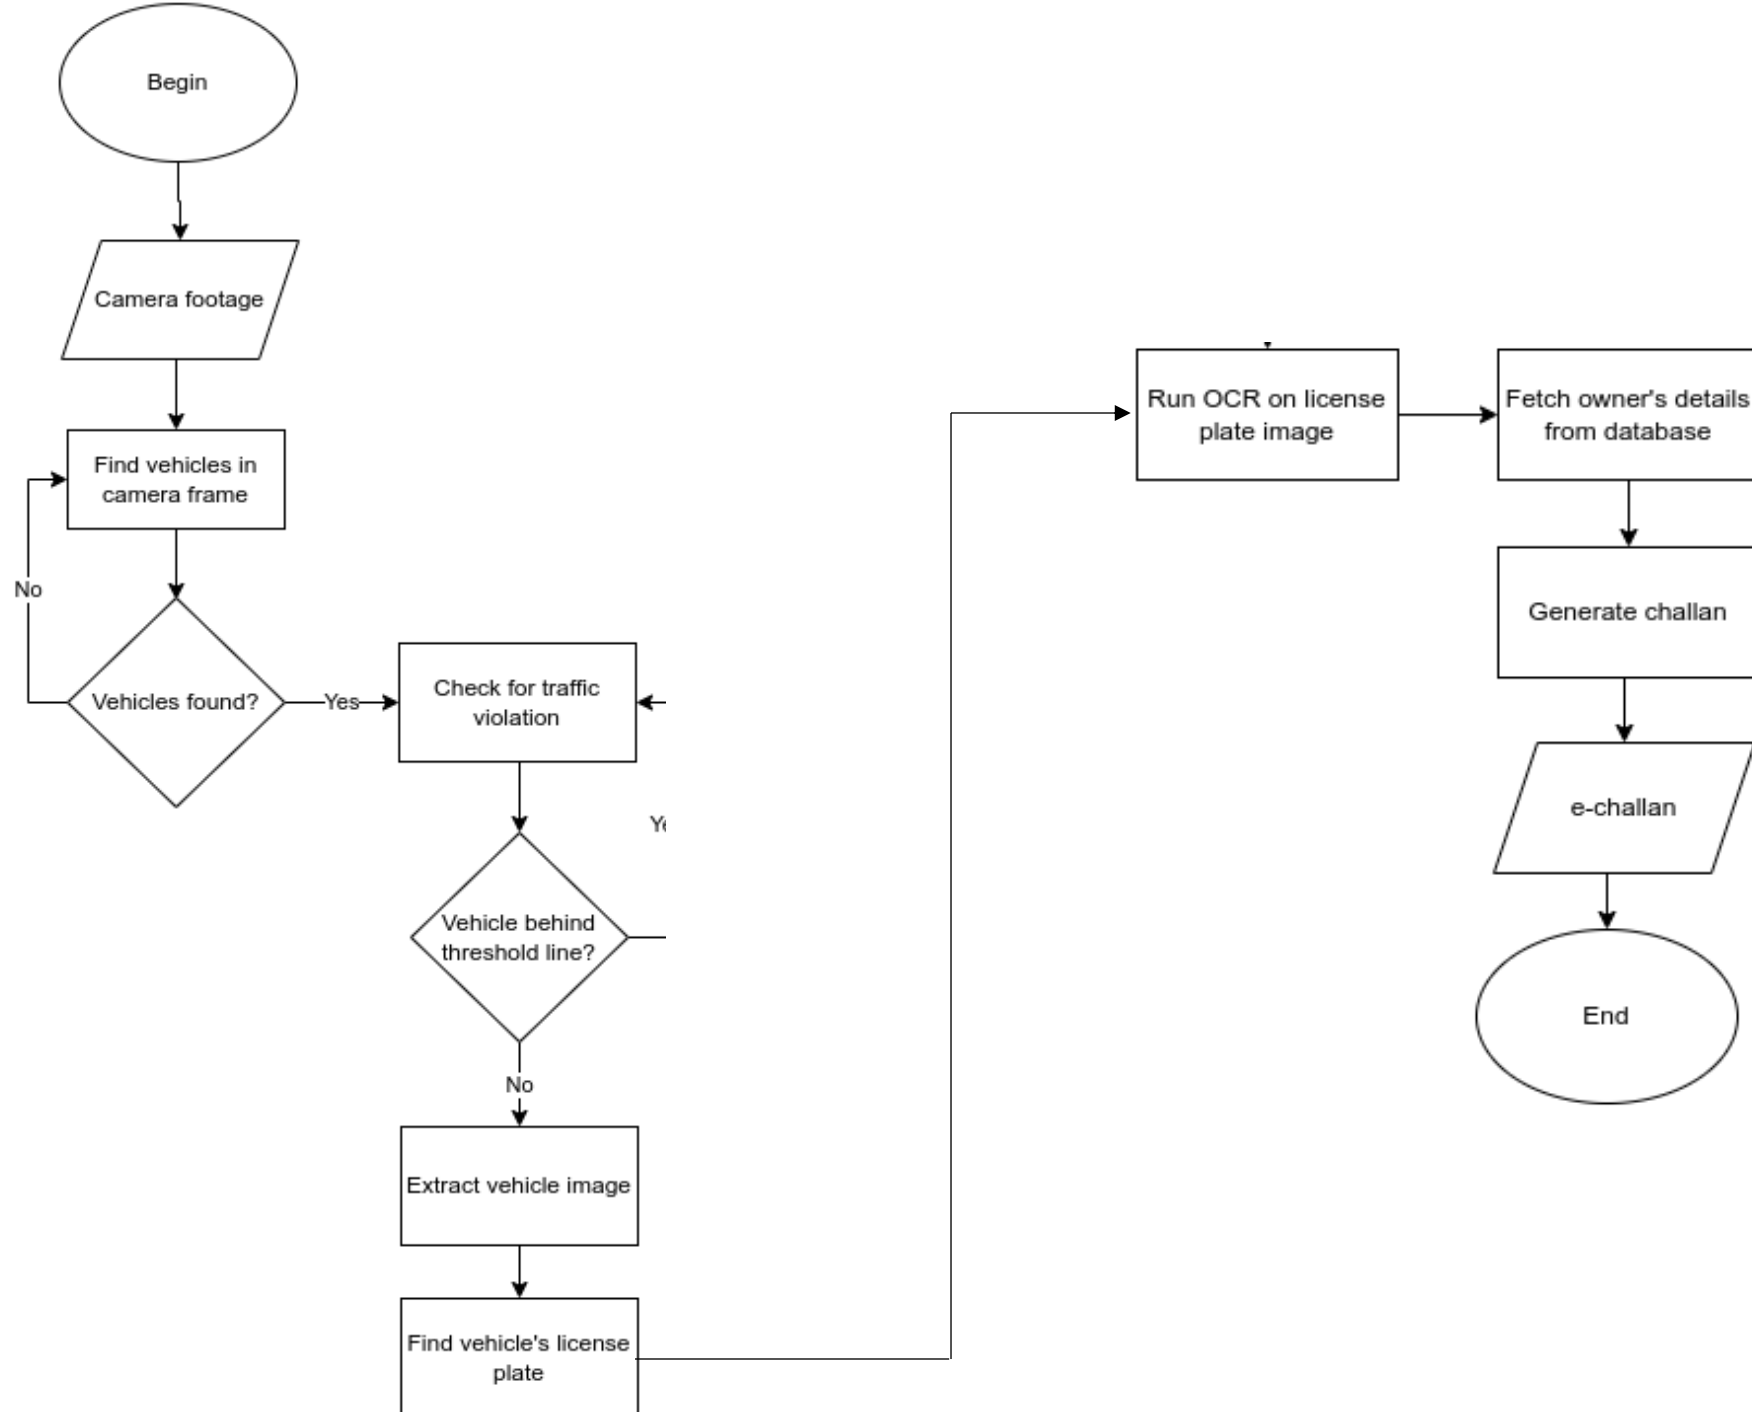 Begin
Camera footage
Find vehicles in
camera frame
No
Vehicles found?
Yes
Check for traffic
violation
Vehicle behind
threshold line?
No
Extract vehicle image
Find vehicle's license
plate
Run OCR on license
plate image
Fetch owner's details
from database
Generate challan
e-challan
End